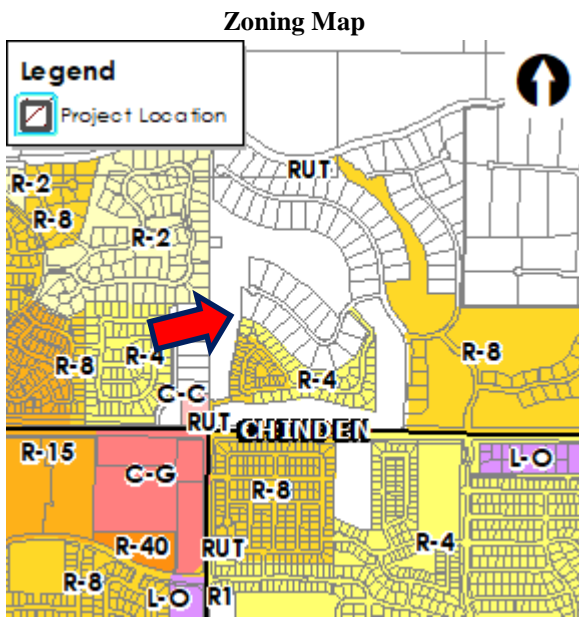 Zoning Map
Legend
Project Location
RUT
R-2
R-8
R-2
R-8
R-4
R-8
R-4
C-C
RUT
CHINDEN
R-15
L-O
C-G
R-8
R-40
RUT
R-4
R-8
L-O
R1